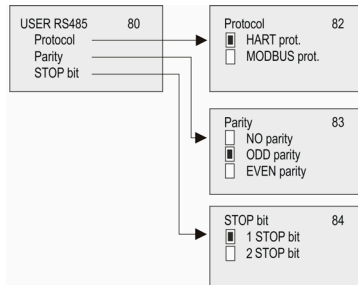 USER RS485 80
Protocol
Parity
STOP bit
Protocol 82
HART prot.
MODBUS prot.
Parity 83
NO parity
ODD parity
EVEN parity
STOP bit 84
1 STOP bit
2 STOP bit